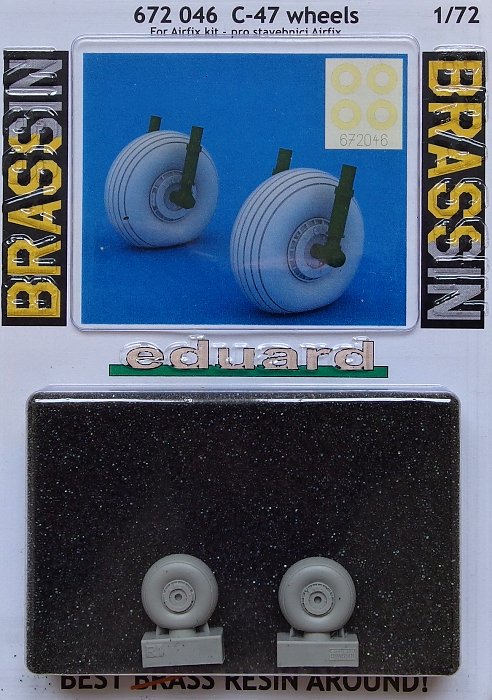 672 046 C-47 wheels 1/72
For Airfix kit - pro stavebnici Airfix
BRASSIN
672046
BRASSIN
eduard
BEST BRASS RESIN AROUND!